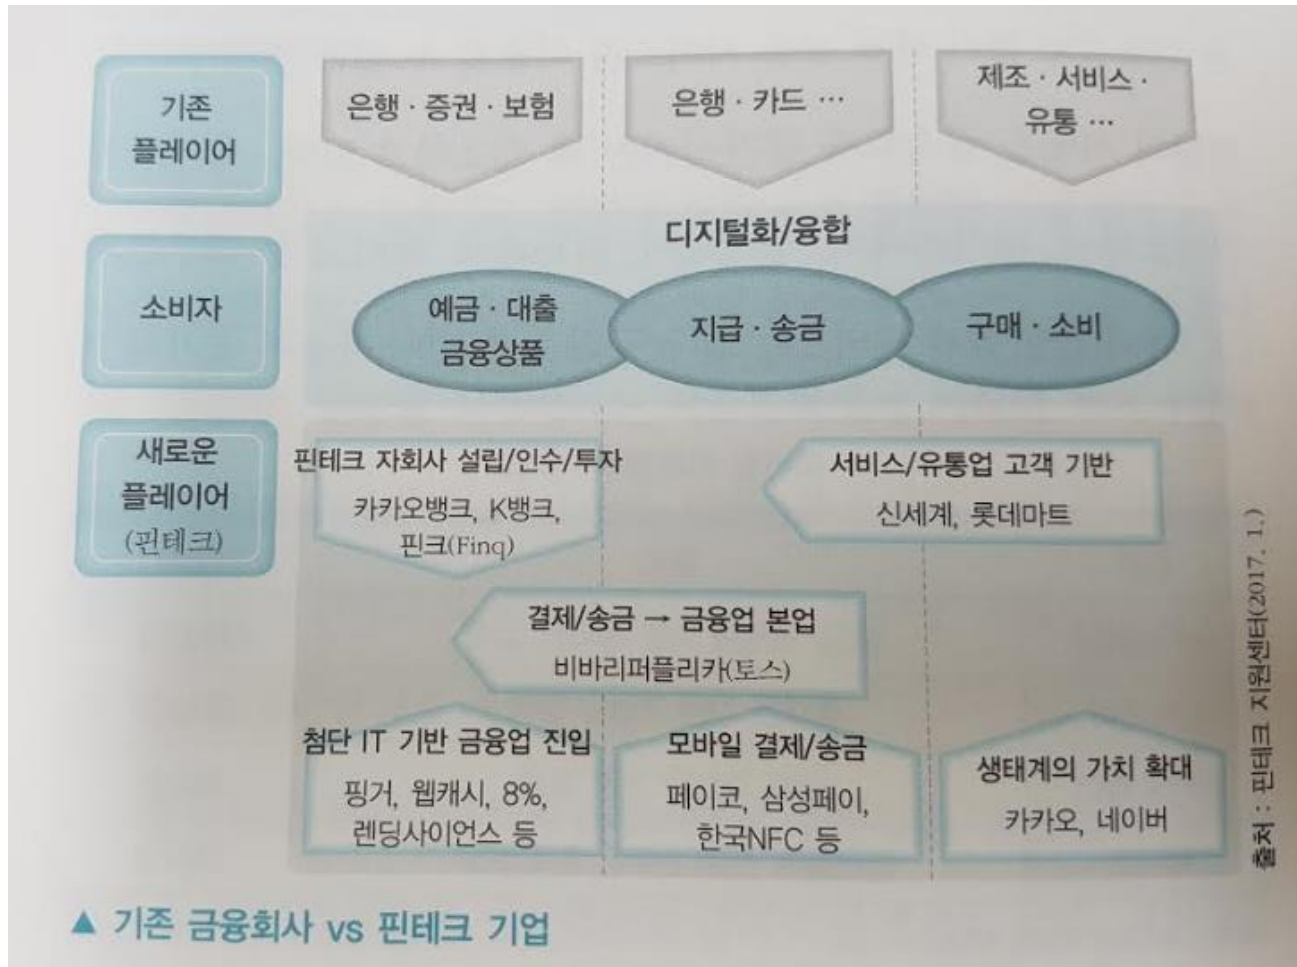 기존
플레이어
은행 · 증권 · 보험
은행 · 카드 …
제조 · 서비스 ·
유통 …
디지털화/융합
소비자
예금 · 대출
금융상품
지급 · 송금
구매 · 소비
새로운
플레이어
(핀테크)
핀테크 자회사 설립/인수/투자
카카오뱅크, K뱅크,
핀크(Finq)
서비스/유통업 고객 기반
신세계, 롯데마트
결제/송금 → 금융업 본업
비바리퍼플리카(토스)
첨단 IT 기반 금융업 진입
핑거, 웹캐시, 8%,
렌딩사이언스 등
모바일 결제/송금
페이코, 삼성페이,
한국NFC 등
생태계의 가치 확대
카카오, 네이버
출처 : 핀테크 지원센터(2017. 1.)
▲ 기존 금융회사 vs 핀테크 기업